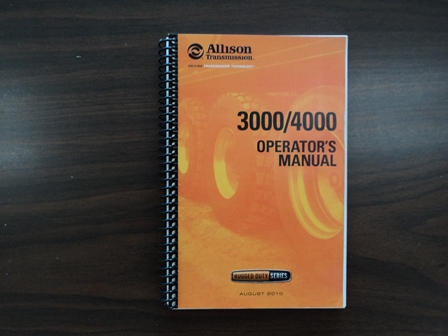 Allison
Transmission
3000/4000
OPERATOR'S
MANUAL
RUGGED DUTY SERIES
AUGUST 2010